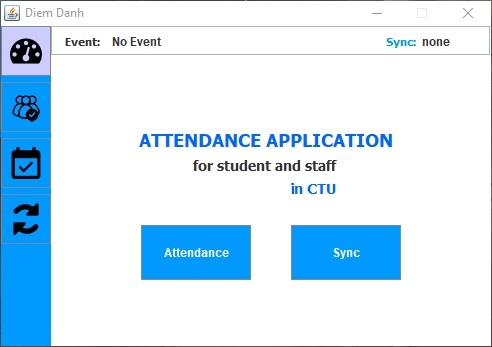 Diem Danh
Event: No Event Sync: none
ATTENDANCE APPLICATION
for student and staff
in CTU
Attendance Sync